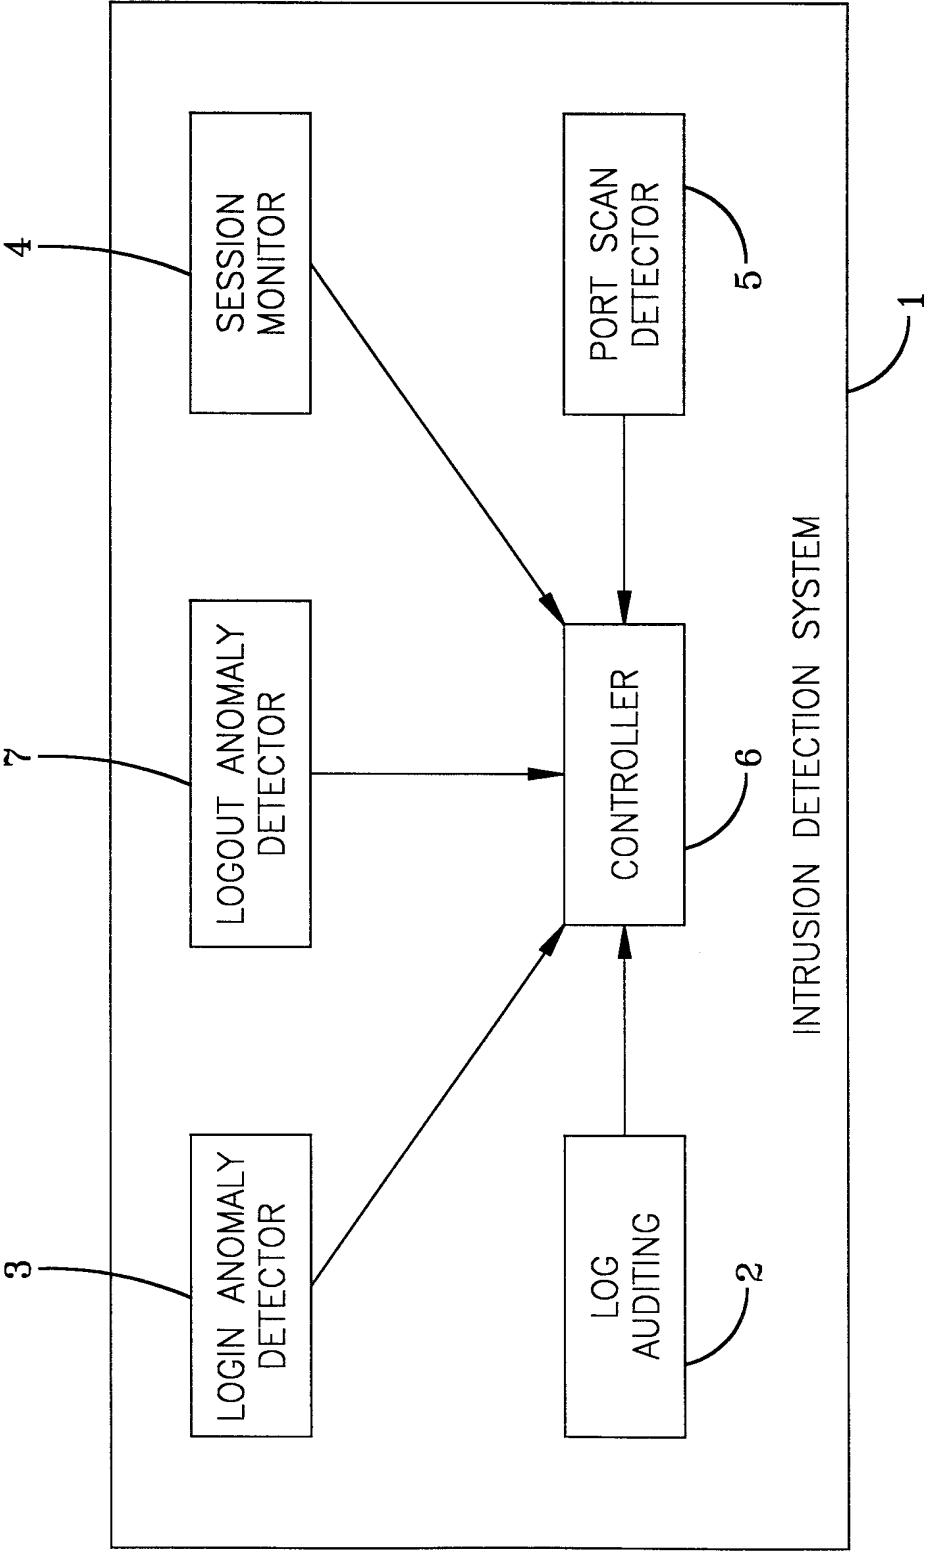 3
7
4
LOGIN ANOMALY
DETECTOR
LOGOUT ANOMALY
DETECTOR
SESSION
MONITOR
LOG
AUDITING
CONTROLLER
PORT SCAN
DETECTOR
2
6
5
INTRUSION DETECTION SYSTEM
1